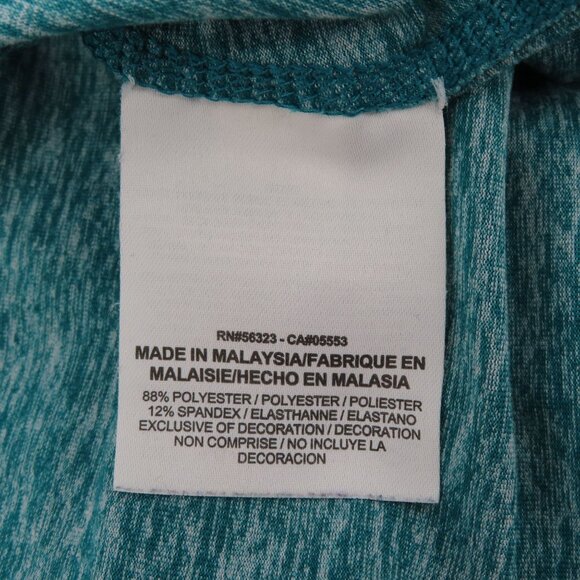 RN#56323 - CA#05553
MADE IN MALAYSIA/FABRIQUE EN
MALAISIE/HECHO EN MALASIA
88% POLYESTER / POLYESTER / POLIESTER
12% SPANDEX / ELASTHANNE / ELASTANO
EXCLUSIVE OF DECORATION / DECORATION
NON COMPRISE / NO INCLUYE LA
DECORACION